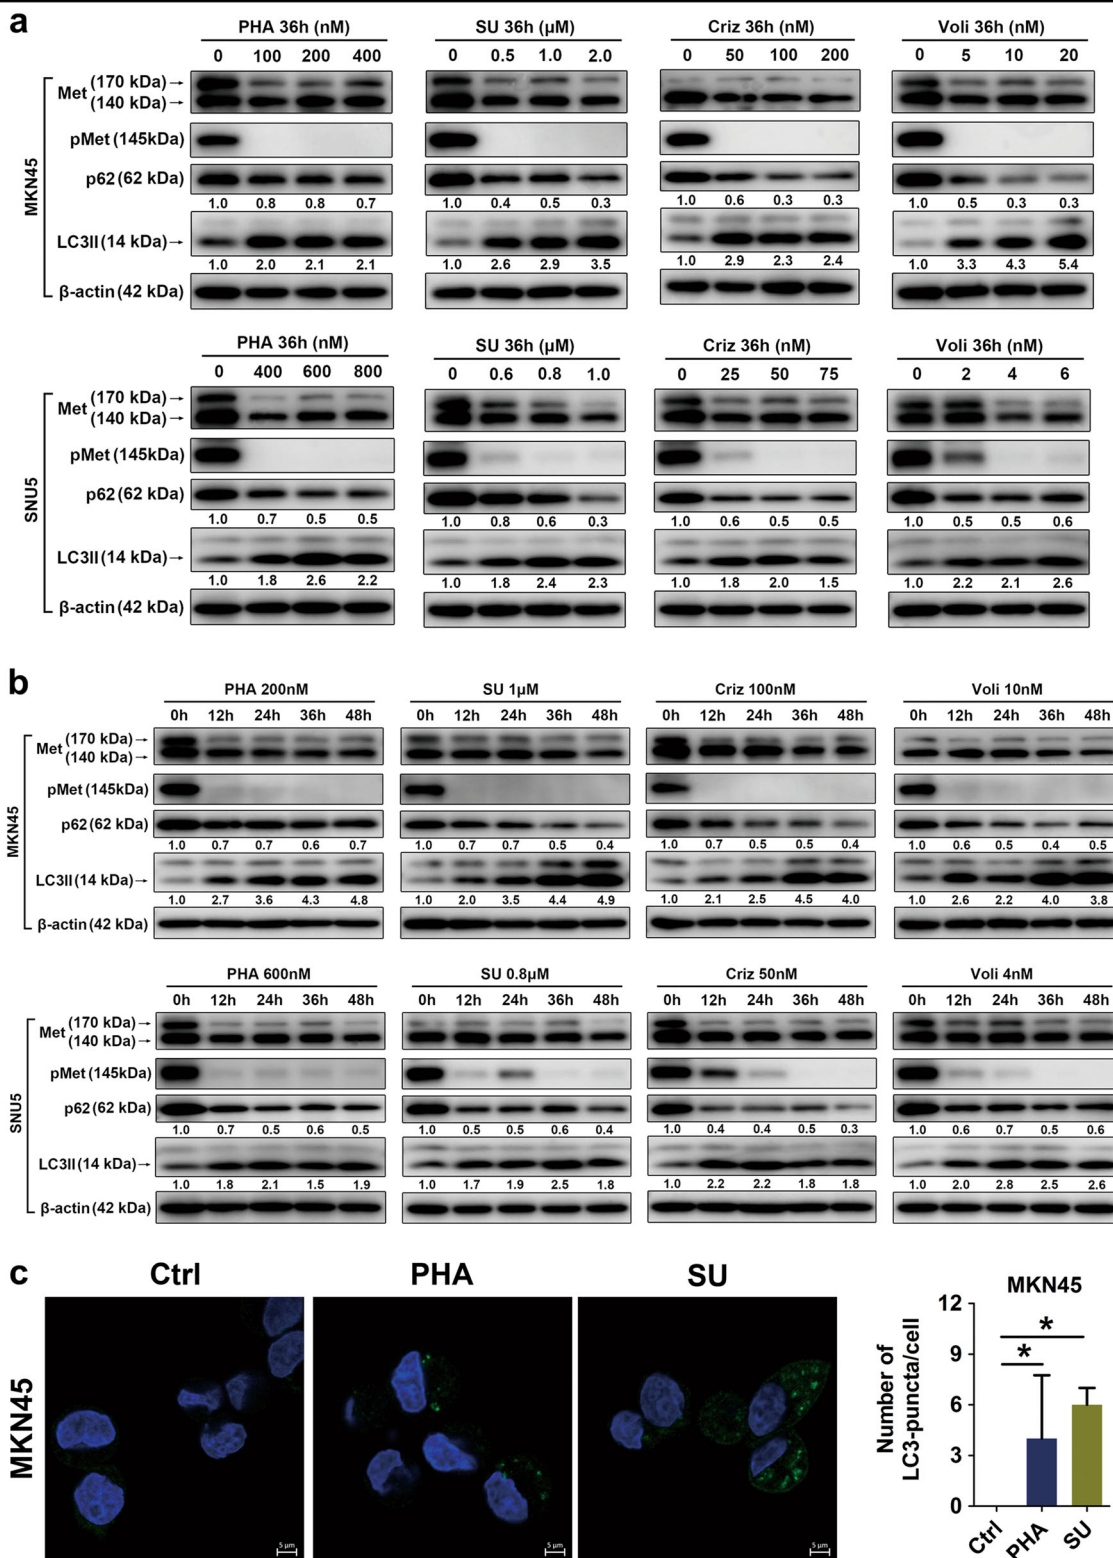 a
PHA 36h (nM) SU 36h (µM) Criz 36h (nM) Voli 36h (nM)
0 100 200 400 0 0.5 1.0 2.0 0 50 100 200 0 5 10 20
MKN45
Met (170 kDa)→
(140 kDa)→
pMet (145kDa)
p62 (62 kDa)
1.0 0.8 0.8 0.7 1.0 0.4 0.5 0.3 1.0 0.6 0.3 0.3 1.0 0.5 0.3 0.3
LC3II (14 kDa)→
1.0 2.0 2.1 2.1 1.0 2.6 2.9 3.5 1.0 2.9 2.3 2.4 1.0 3.3 4.3 5.4
β-actin (42 kDa)
PHA 36h (nM) SU 36h (µM) Criz 36h (nM) Voli 36h (nM)
0 400 600 800 0 0.6 0.8 1.0 0 25 50 75 0 2 4 6
SNU5
Met (170 kDa)→
(140 kDa)→
pMet (145kDa)
p62 (62 kDa)
1.0 0.7 0.5 0.5 1.0 0.8 0.6 0.3 1.0 0.6 0.5 0.5 1.0 0.5 0.5 0.6
LC3II (14 kDa)→
1.0 1.8 2.6 2.2 1.0 1.8 2.4 2.3 1.0 1.8 2.0 1.5 1.0 2.2 2.1 2.6
β-actin (42 kDa)
b
PHA 200nM SU 1µM Criz 100nM Voli 10nM
0h 12h 24h 36h 48h 0h 12h 24h 36h 48h 0h 12h 24h 36h 48h 0h 12h 24h 36h 48h
MKN45
Met (170 kDa)→
(140 kDa)→
pMet (145kDa)
p62 (62 kDa)
1.0 0.7 0.7 0.6 0.7 1.0 0.7 0.7 0.5 0.4 1.0 0.7 0.5 0.5 0.4 1.0 0.6 0.5 0.4 0.5
LC3II (14 kDa)→
1.0 2.7 3.6 4.3 4.8 1.0 2.0 3.5 4.4 4.9 1.0 2.1 2.5 4.5 4.0 1.0 2.6 2.2 4.0 3.8
β-actin (42 kDa)
PHA 600nM SU 0.8µM Criz 50nM Voli 4nM
0h 12h 24h 36h 48h 0h 12h 24h 36h 48h 0h 12h 24h 36h 48h 0h 12h 24h 36h 48h
SNU5
Met (170 kDa)→
(140 kDa)→
pMet (145kDa)
p62 (62 kDa)
1.0 0.7 0.5 0.6 0.5 1.0 0.5 0.5 0.6 0.4 1.0 0.4 0.4 0.5 0.3 1.0 0.6 0.7 0.5 0.6
LC3II (14 kDa)→
1.0 1.8 2.1 1.5 1.9 1.0 1.7 1.9 2.5 1.8 1.0 2.2 2.2 1.8 1.8 1.0 2.0 2.8 2.5 2.6
β-actin (42 kDa)
c
Ctrl PHA SU
MKN45
5 µm 5 µm 5 µm
MKN45
Number of
LC3-puncta/cell
12
9
6
3
0
* *
Ctrl PHA SU